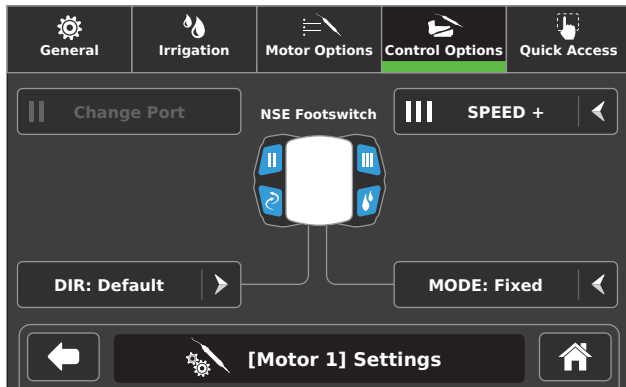 General Irrigation Motor Options Control Options Quick Access
Change Port
NSE Footswitch
SPEED +
DIR: Default
MODE: Fixed
[Motor 1] Settings